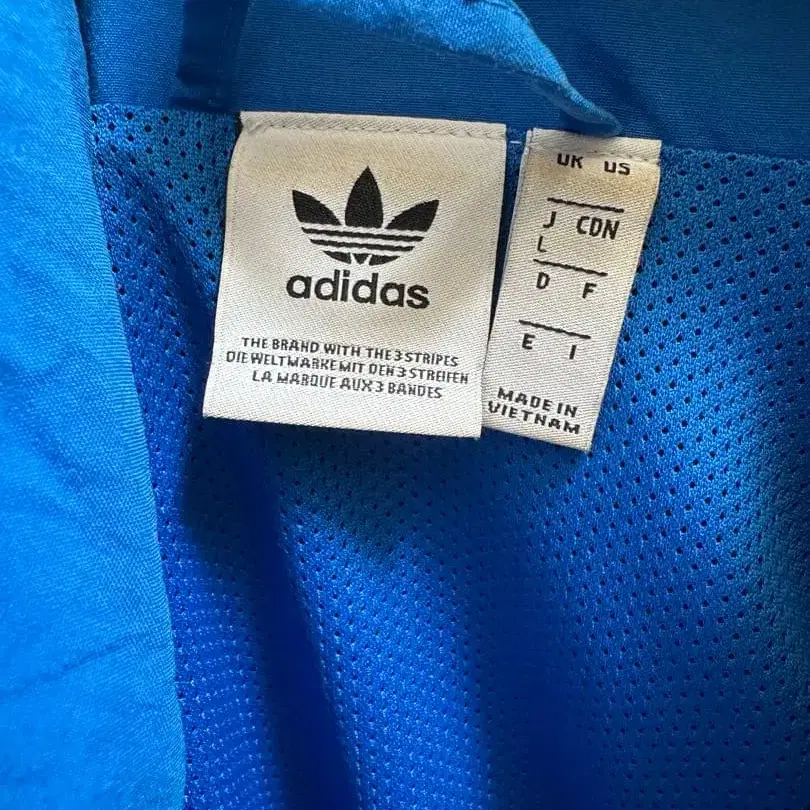 adidas
THE BRAND WITH THE 3 STRIPES
DIE WELTMARKE MIT DEN 3 STREIFEN
LA MARQUE AUX 3 BANDES
UK US
J CDN
L
D F
E I
MADE IN
VIETNAM